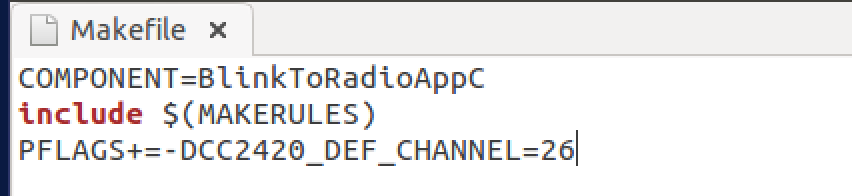 Makefile
COMPONENT=BlinkToRadioAppC
include $(MAKERULES)
PFLAGS+=-DCC2420_DEF_CHANNEL=26